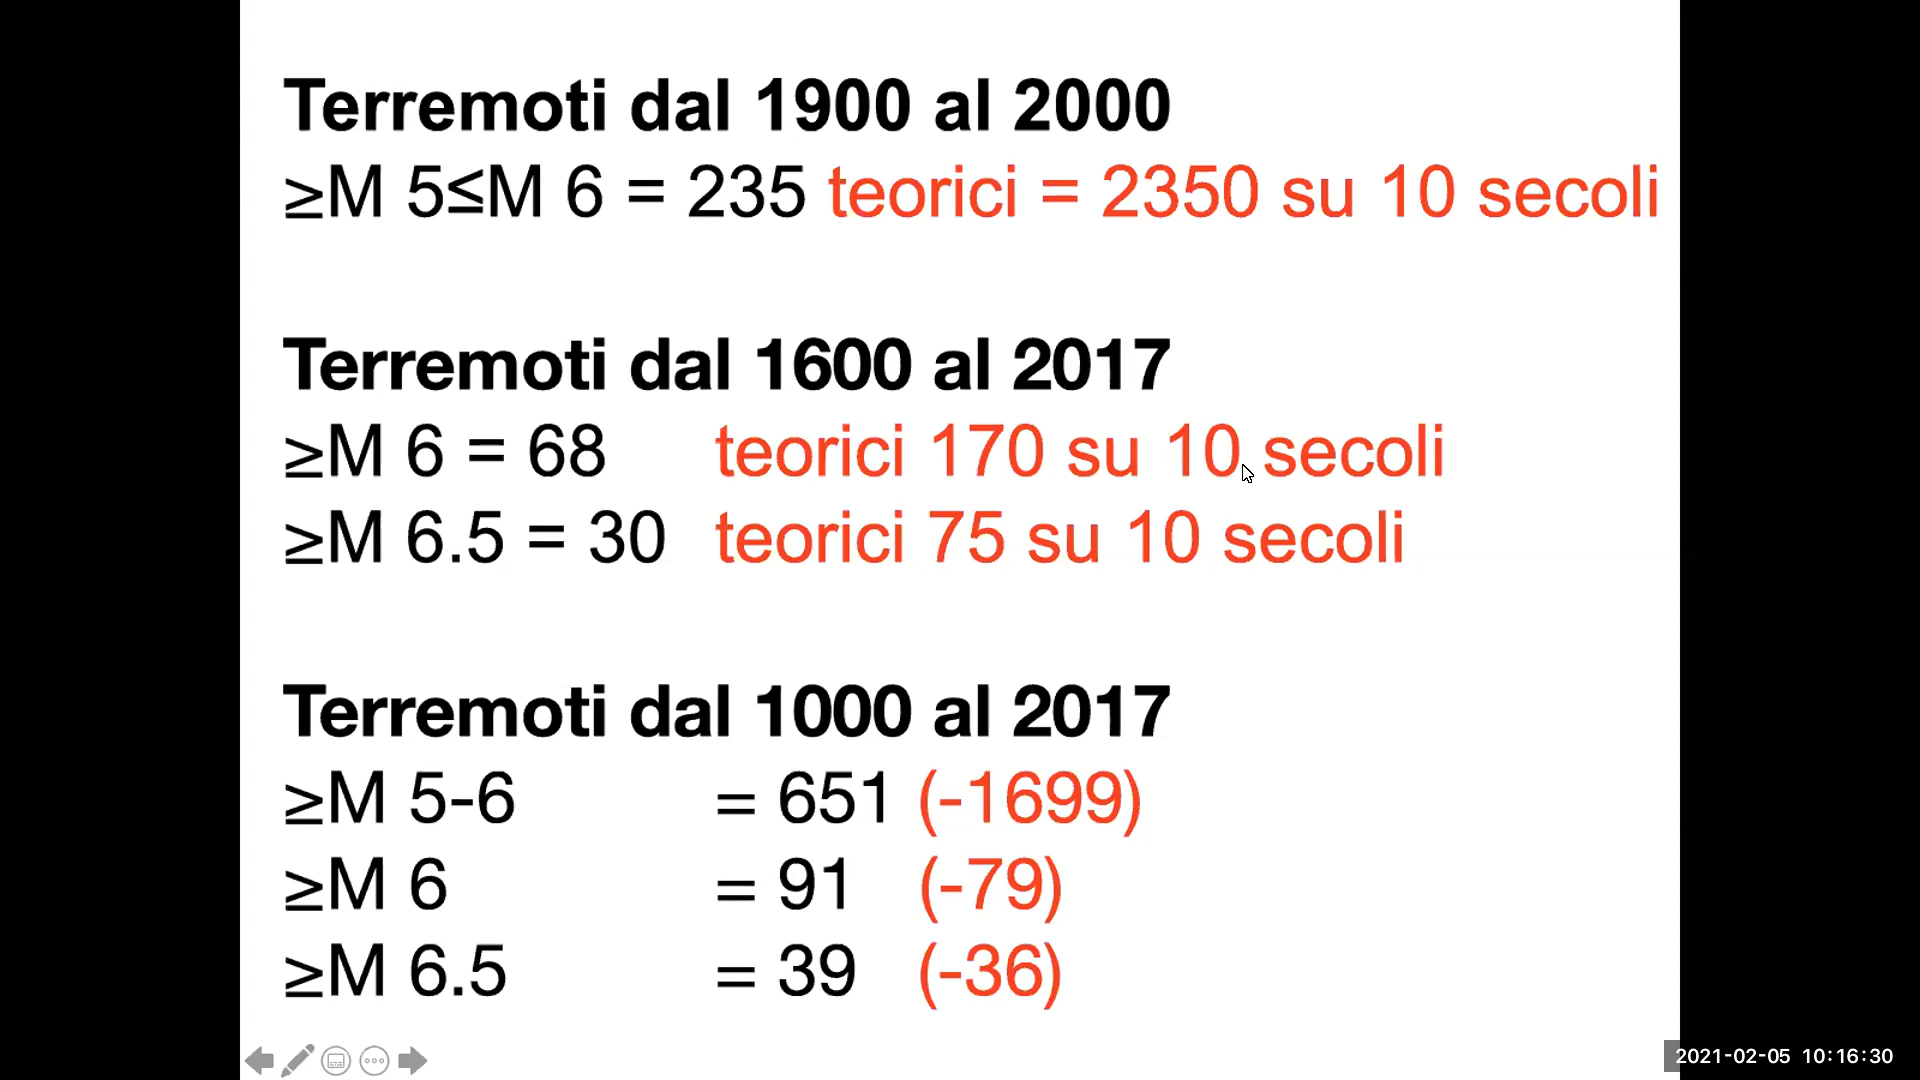 Terremoti dal 1900 al 2000
≥M 5≤M 6 = 235 teorici = 2350 su 10 secoli
Terremoti dal 1600 al 2017
≥M 6 = 68 teorici 170 su 10 secoli
≥M 6.5 = 30 teorici 75 su 10 secoli
Terremoti dal 1000 al 2017
≥M 5-6 = 651 (-1699)
≥M 6 = 91 (-79)
≥M 6.5 = 39 (-36)
2021-02-05 10:16:30